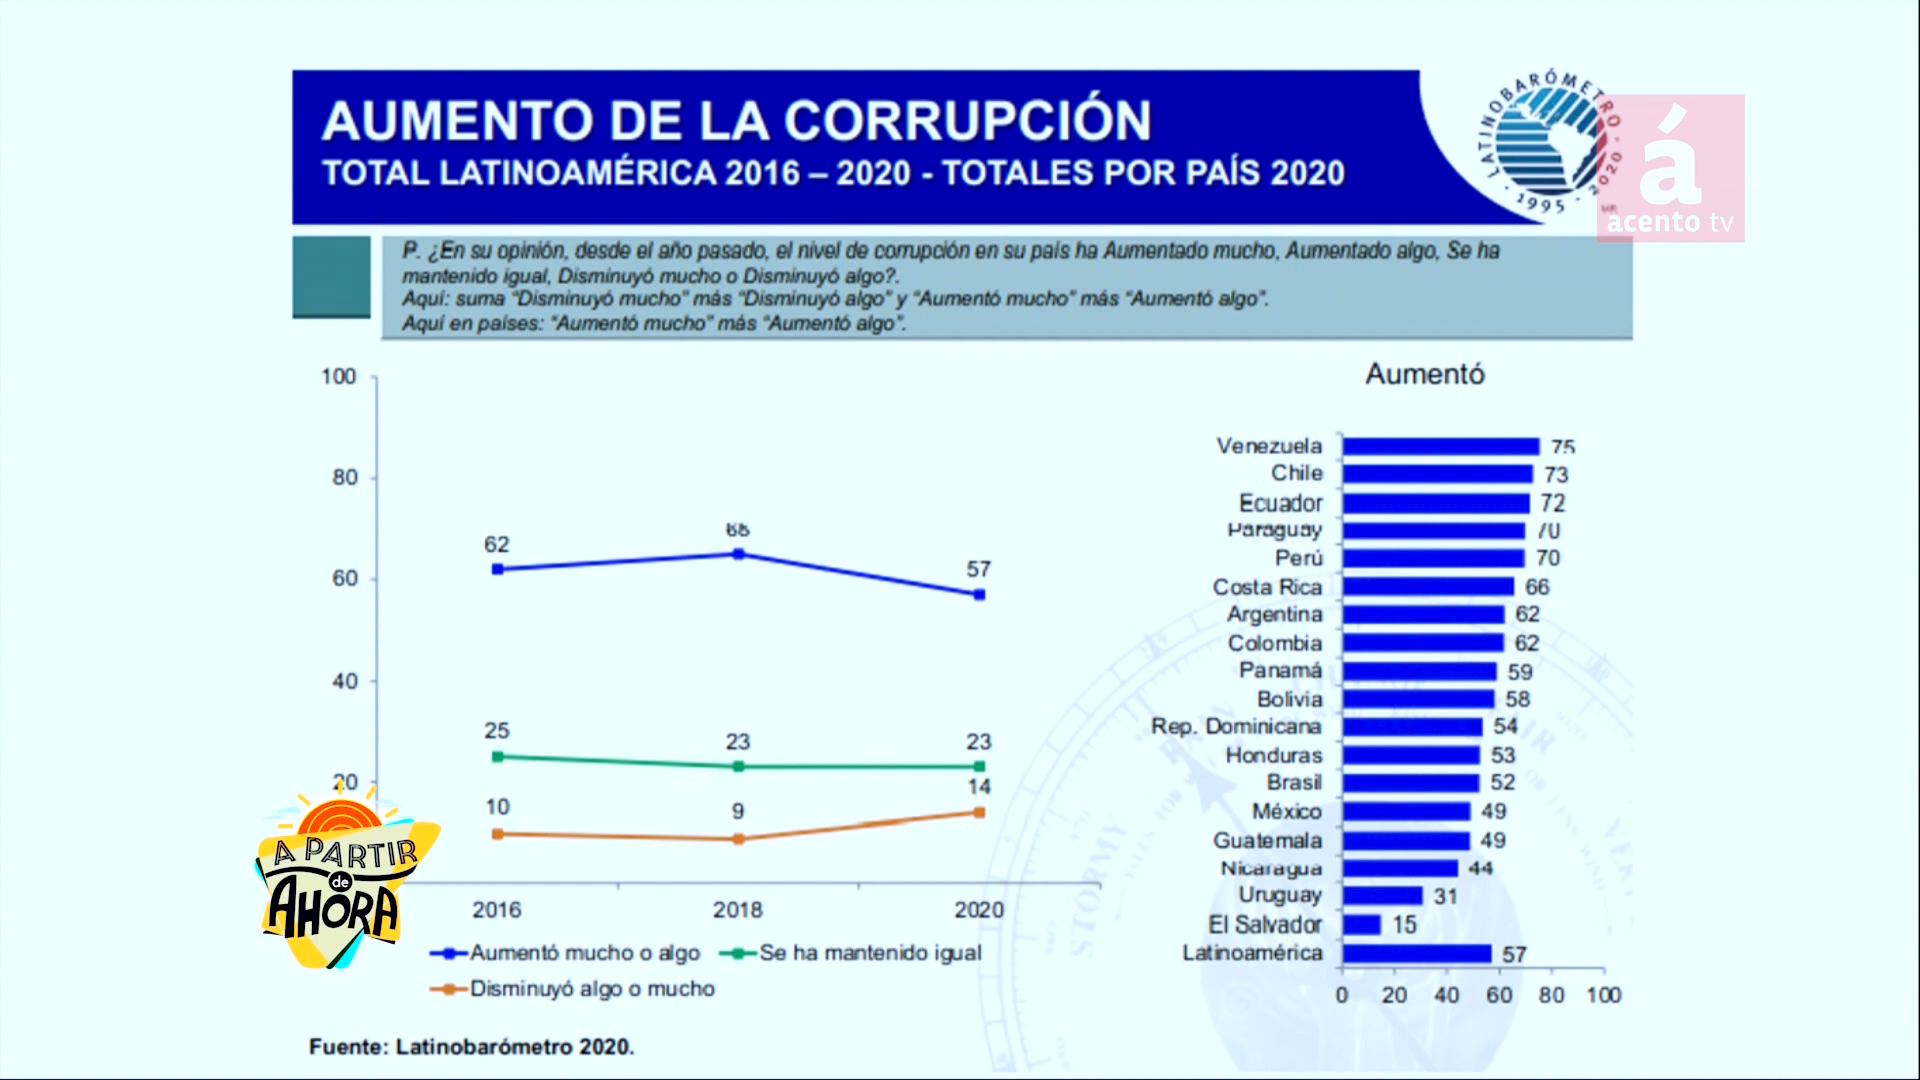 AUMENTO DE LA CORRUPCIÓN
TOTAL LATINOAMÉRICA 2016 – 2020 - TOTALES POR PAÍS 2020
LATINOBARÓMETRO · 1995 - 2020 ·
á
acento tv
P. ¿En su opinión, desde el año pasado, el nivel de corrupción en su país ha Aumentado mucho, Aumentado algo, Se ha
mantenido igual, Disminuyó mucho o Disminuyó algo?.
Aquí: suma “Disminuyó mucho” más “Disminuyó algo” y “Aumentó mucho” más “Aumentó algo”.
Aquí en países: “Aumentó mucho” más “Aumentó algo”.
100
80
60
40
20
62
57
25
23
23
10
9
14
2016
2018
2020
Aumentó mucho o algo
Se ha mantenido igual
Disminuyó algo o mucho
Aumentó
Venezuela 75
Chile 73
Ecuador 72
Paraguay 70
Perú 70
Costa Rica 66
Argentina 62
Colombia 62
Panamá 59
Bolivia 58
Rep. Dominicana 54
Honduras 53
Brasil 52
México 49
Guatemala 49
Nicaragua 44
Uruguay 31
El Salvador 15
Latinoamérica 57
0 20 40 60 80 100
STORMY
A PARTIR
de
AHORA
Fuente: Latinobarómetro 2020.